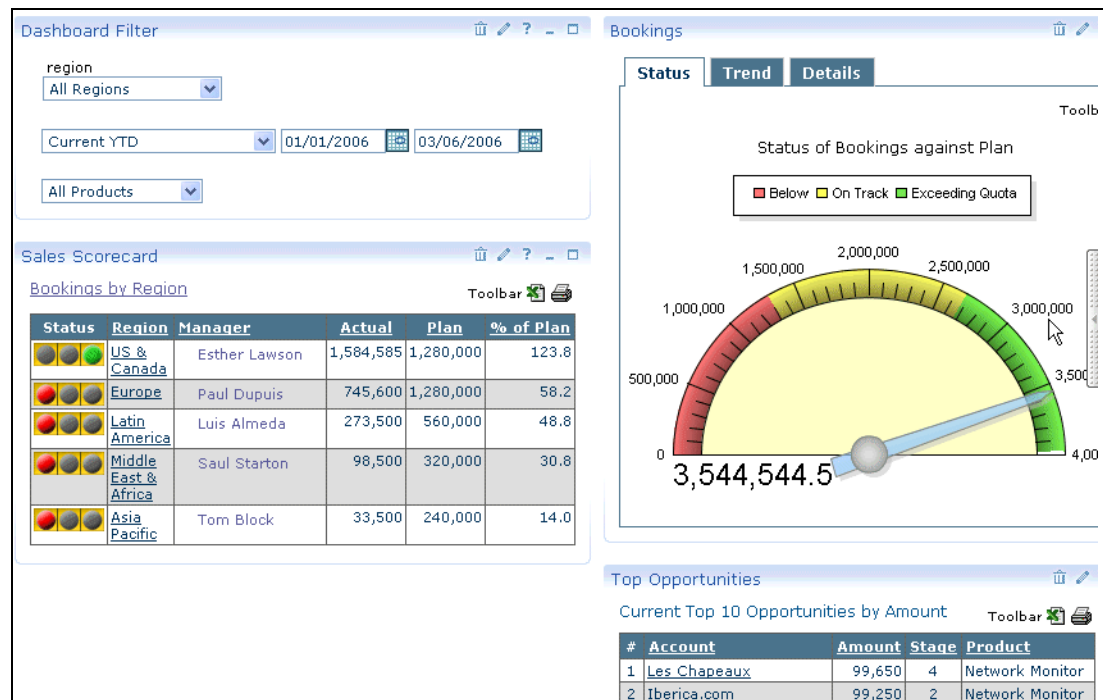 Dashboard Filter
region
All Regions
Current YTD 01/01/2006 03/06/2006
All Products
Sales Scorecard
Bookings by Region Toolbar
Status Region Manager Actual Plan % of Plan
US & Canada Esther Lawson 1,584,585 1,280,000 123.8
Europe Paul Dupuis 745,600 1,280,000 58.2
Latin America Luis Almeda 273,500 560,000 48.8
Middle East & Africa Saul Starton 98,500 320,000 30.8
Asia Pacific Tom Block 33,500 240,000 14.0
Bookings
Status Trend Details
Toolb
Status of Bookings against Plan
Below On Track Exceeding Quota
0
500,000
1,000,000
1,500,000
2,000,000
2,500,000
3,000,000
3,500
4,00
3,544,544.5
Top Opportunities
Current Top 10 Opportunities by Amount Toolbar
# Account Amount Stage Product
1 Les Chapeaux 99,650 4 Network Monitor
2 Iberica.com 99,250 2 Network Monitor